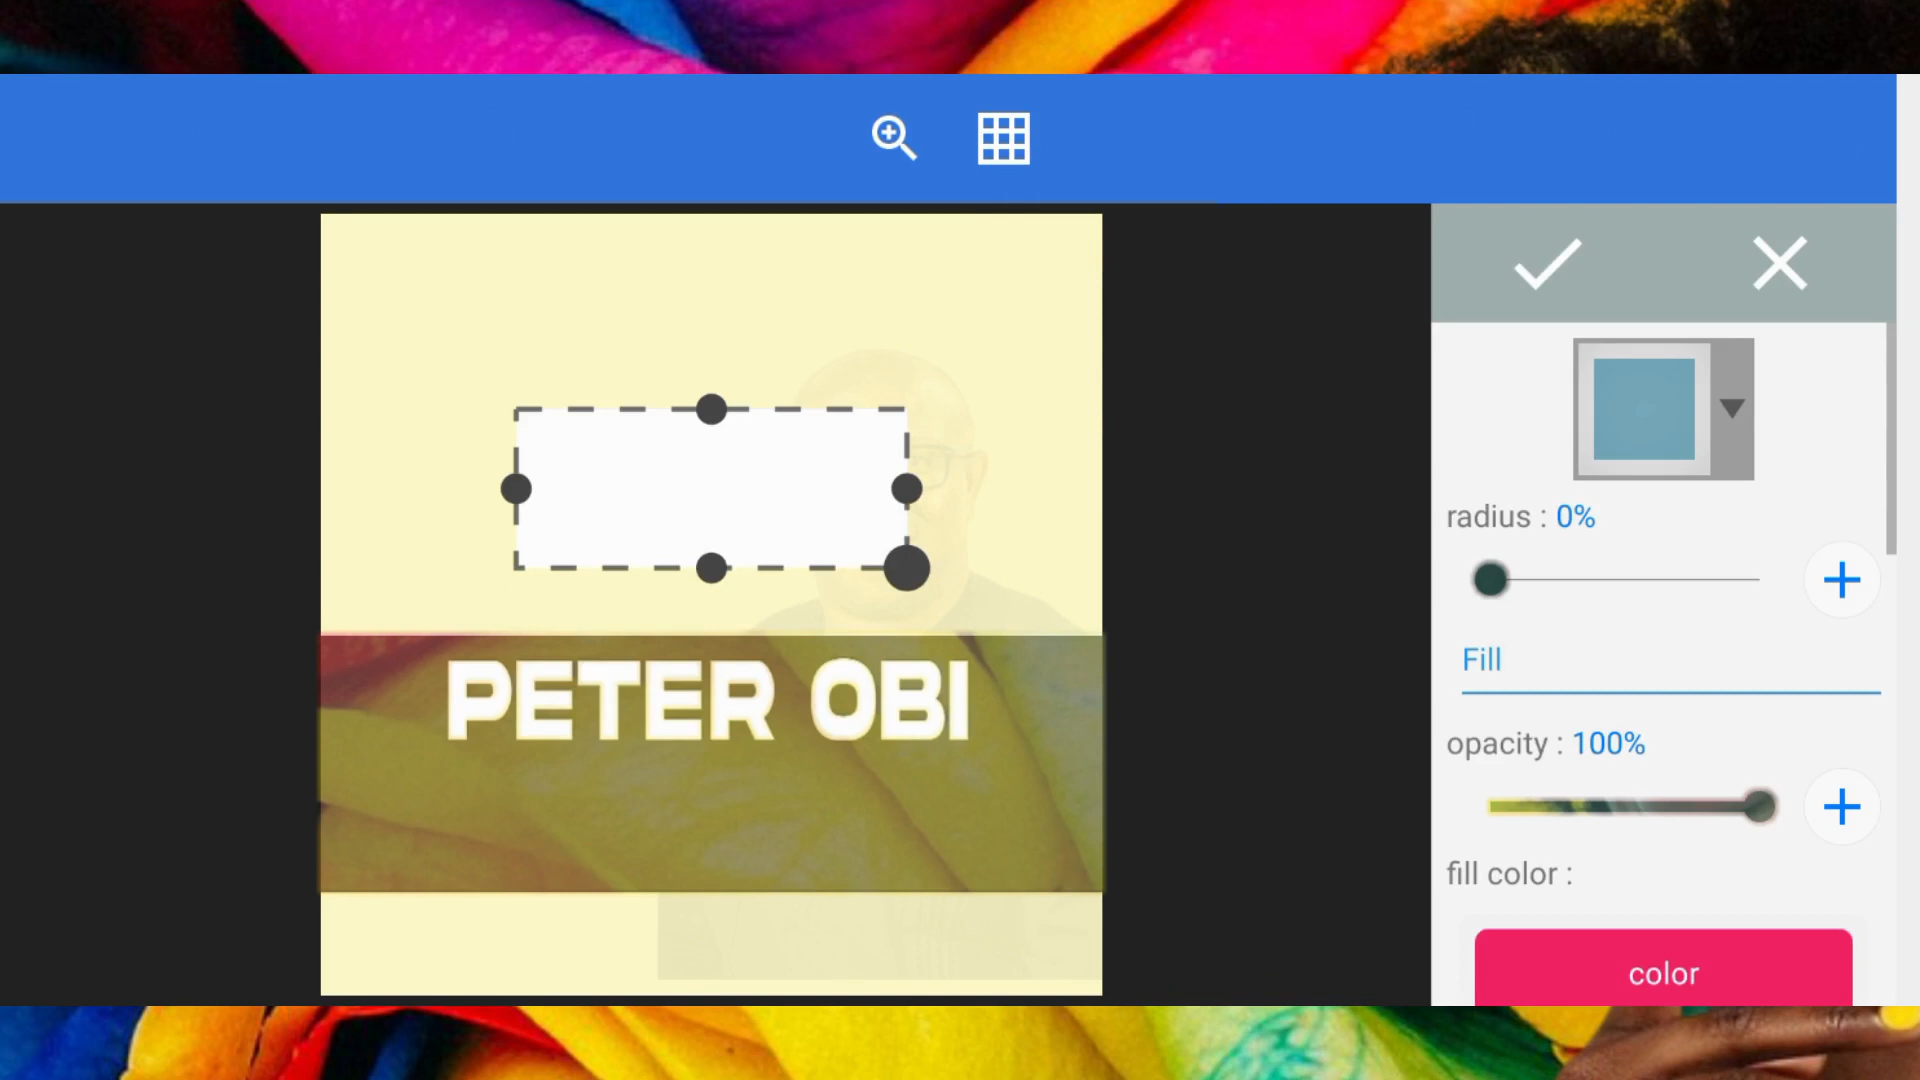 PETER OBI
radius : 0%
Fill
opacity : 100%
fill color :
color